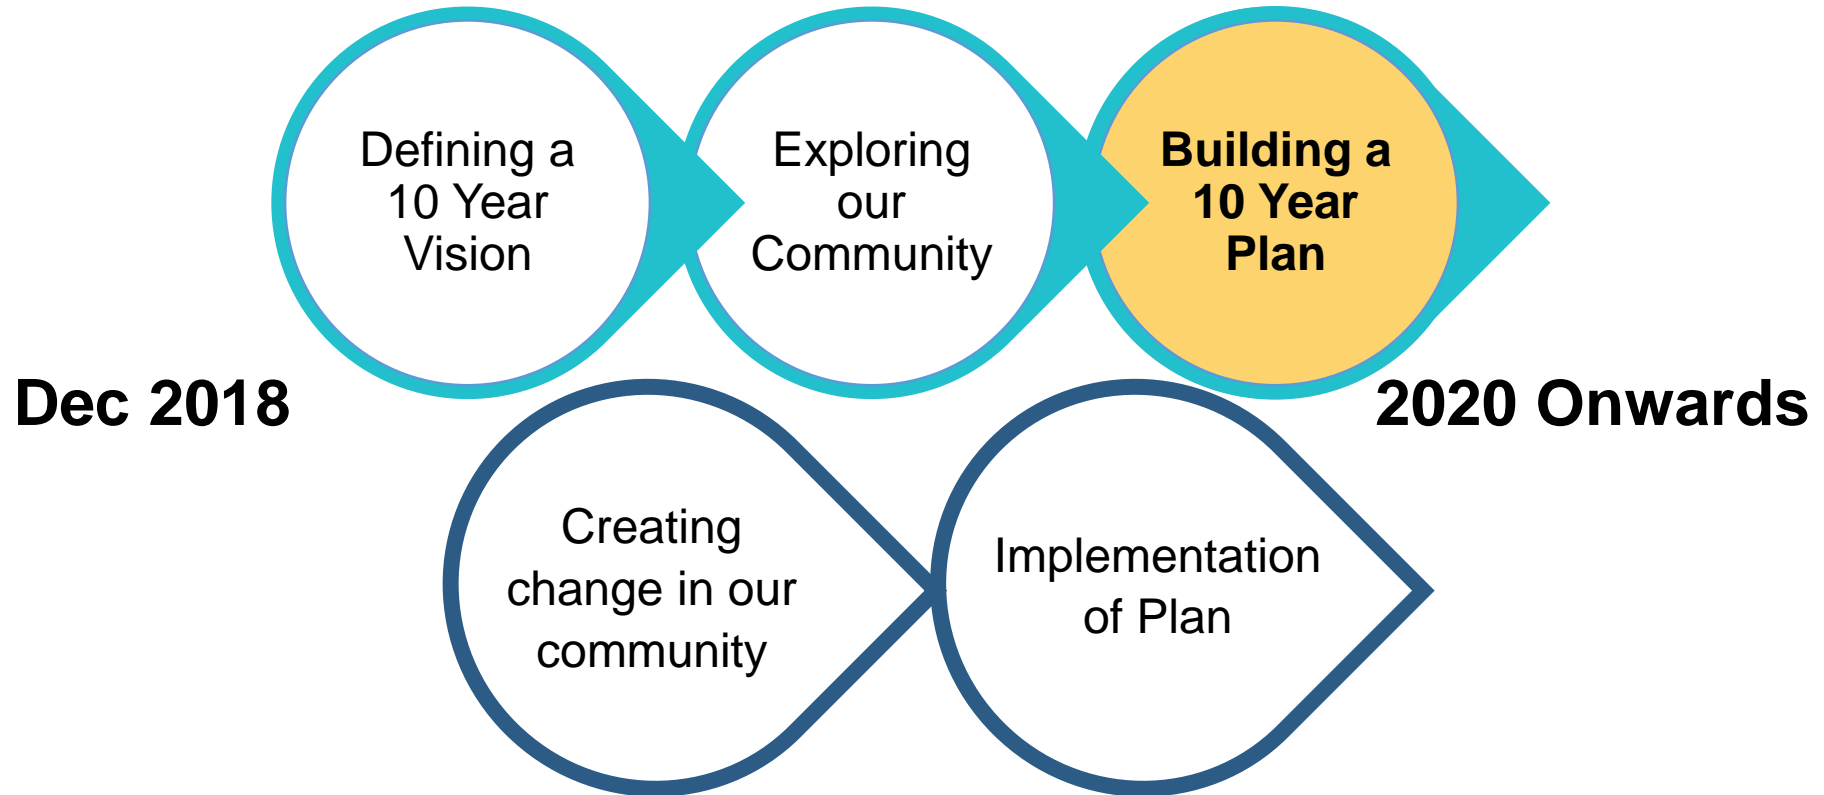 Defining a
10 Year
Vision
Exploring
our
Community
Building a
10 Year
Plan
Dec 2018
2020 Onwards
Creating
change in our
community
Implementation
of Plan